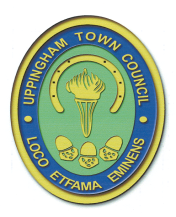 UPPINGHAM TOWN COUNCIL
LOCO ETFAMA EMINENS